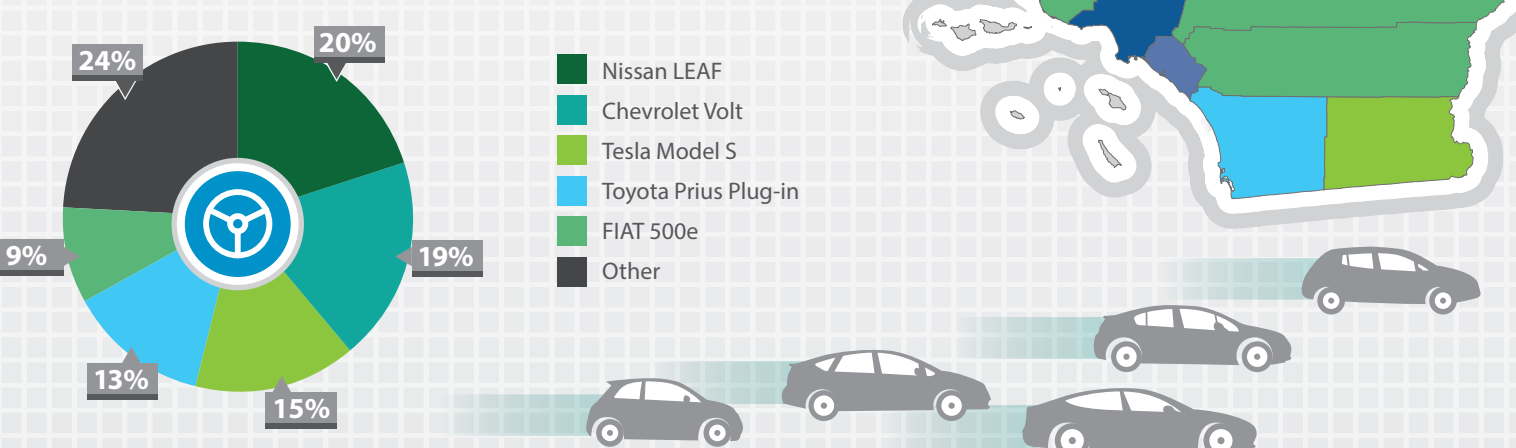 20%
24%
19%
9%
13%
15%
Nissan LEAF
Chevrolet Volt
Tesla Model S
Toyota Prius Plug-in
FIAT 500e
Other